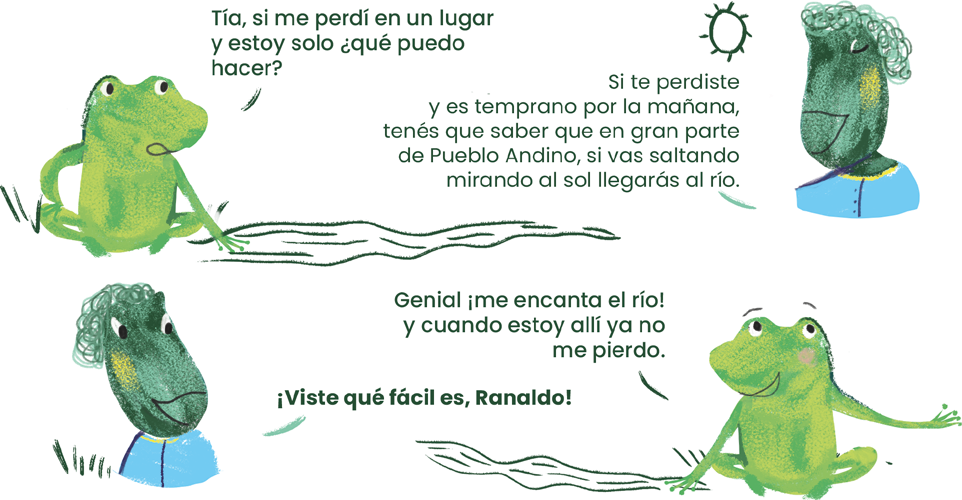 Tía, si me perdí en un lugar
y estoy solo ¿qué puedo
hacer?
Si te perdiste
y es temprano por la mañana,
tenés que saber que en gran parte
de Pueblo Andino, si vas saltando
mirando al sol llegarás al río.
Genial ¡me encanta el río!
y cuando estoy allí ya no
me pierdo.
¡Viste qué fácil es, Ranaldo!